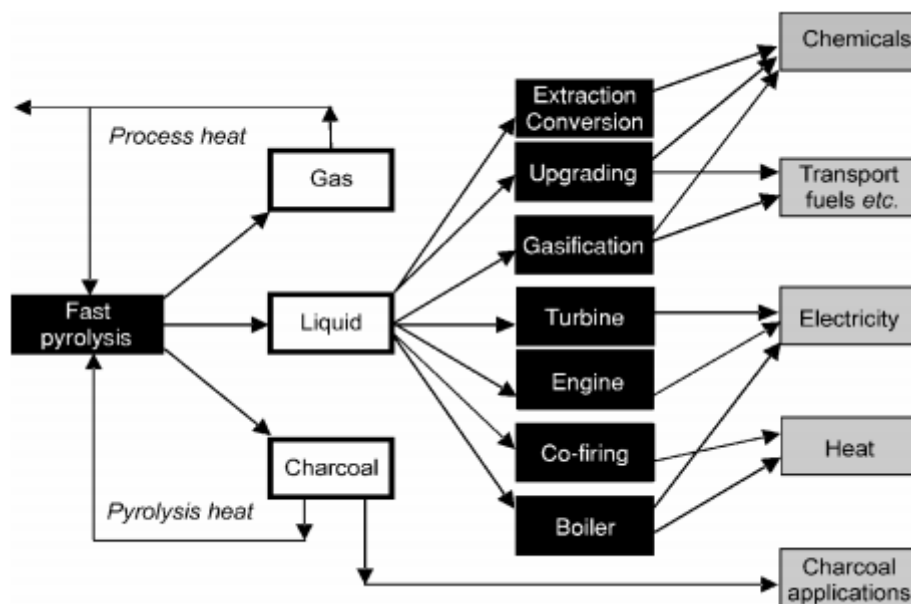 Chemicals
Extraction
Conversion
Process heat
Gas
Upgrading
Transport
fuels etc.
Gasification
Fast
pyrolysis
Liquid
Turbine
Electricity
Engine
Charcoal
Co-firing
Heat
Pyrolysis heat
Boiler
Charcoal
applications